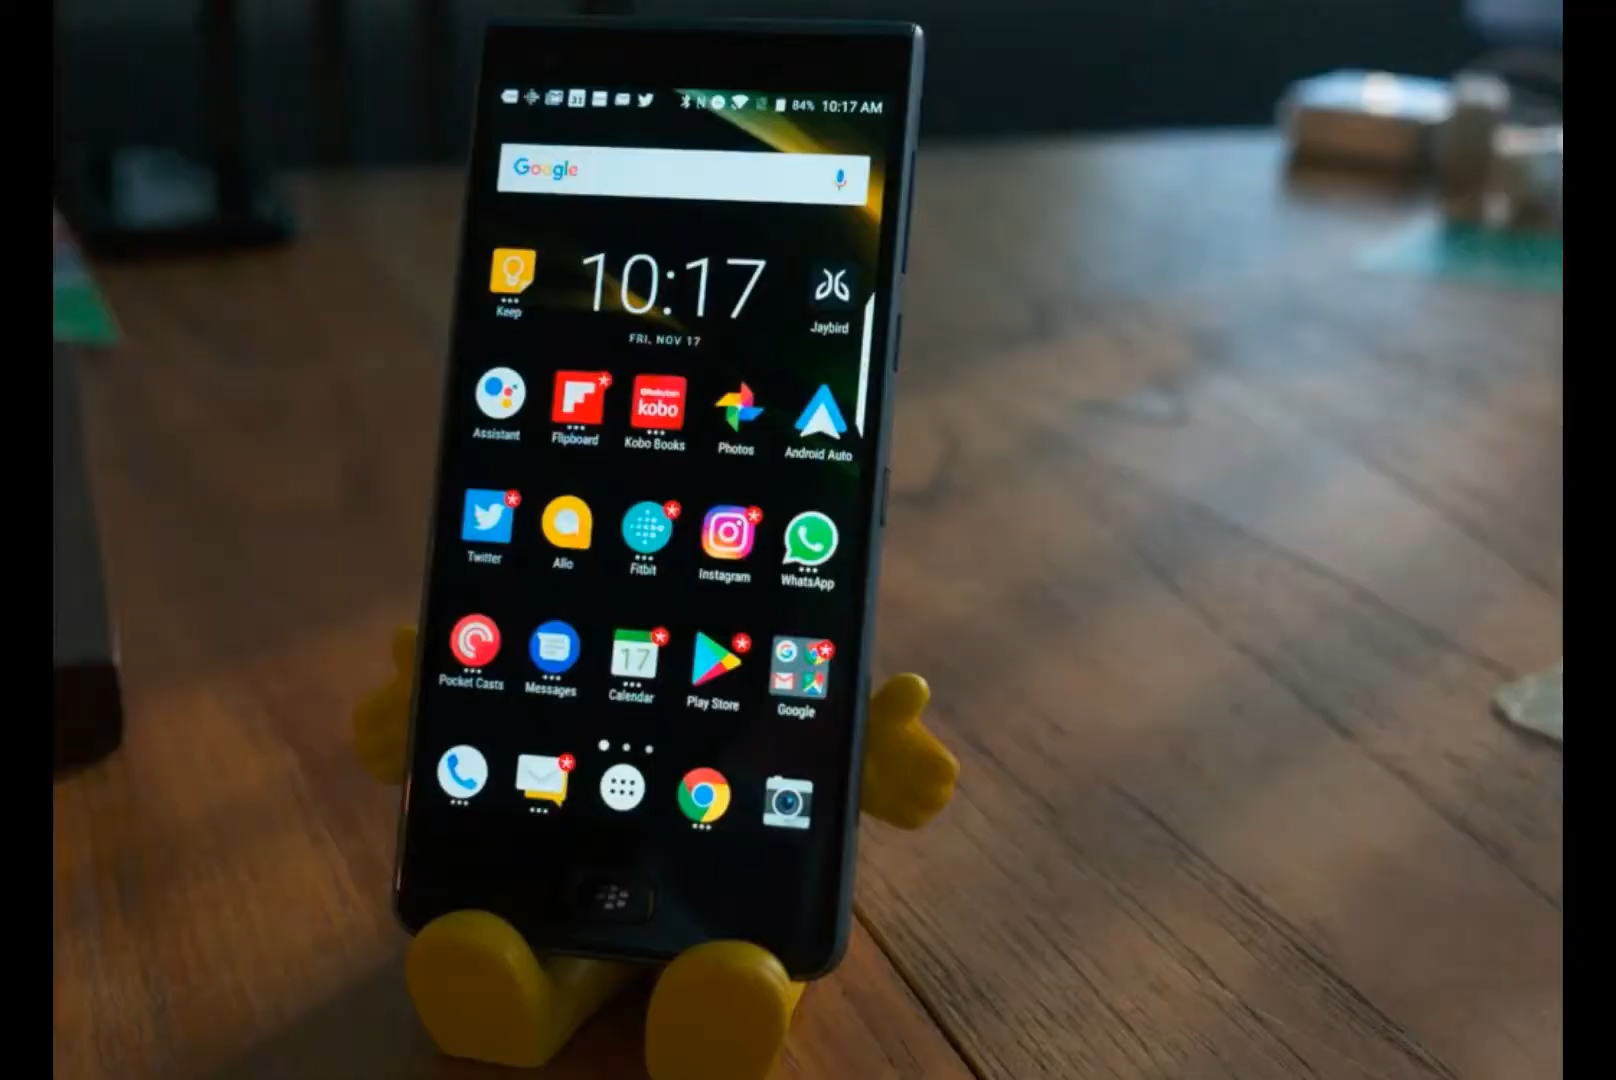 31 N 84% 10:17 AM
Google
10:17
FRI, NOV 17
Keep
Jaybird
kobo
Assistant Flipboard Kobo Books Photos Android Auto
Twitter Allo Fitbit Instagram WhatsApp
17
Pocket Casts Messages Calendar Play Store Google